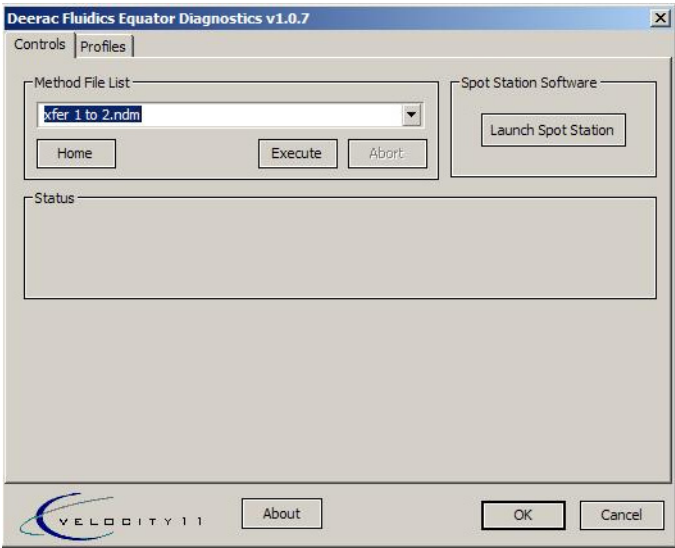 Deerac Fluidics Equator Diagnostics v1.0.7
Controls Profiles
Method File List
xfer 1 to 2.ndm
Home Execute Abort
Spot Station Software
Launch Spot Station
Status
VELOCITY11
About
OK Cancel